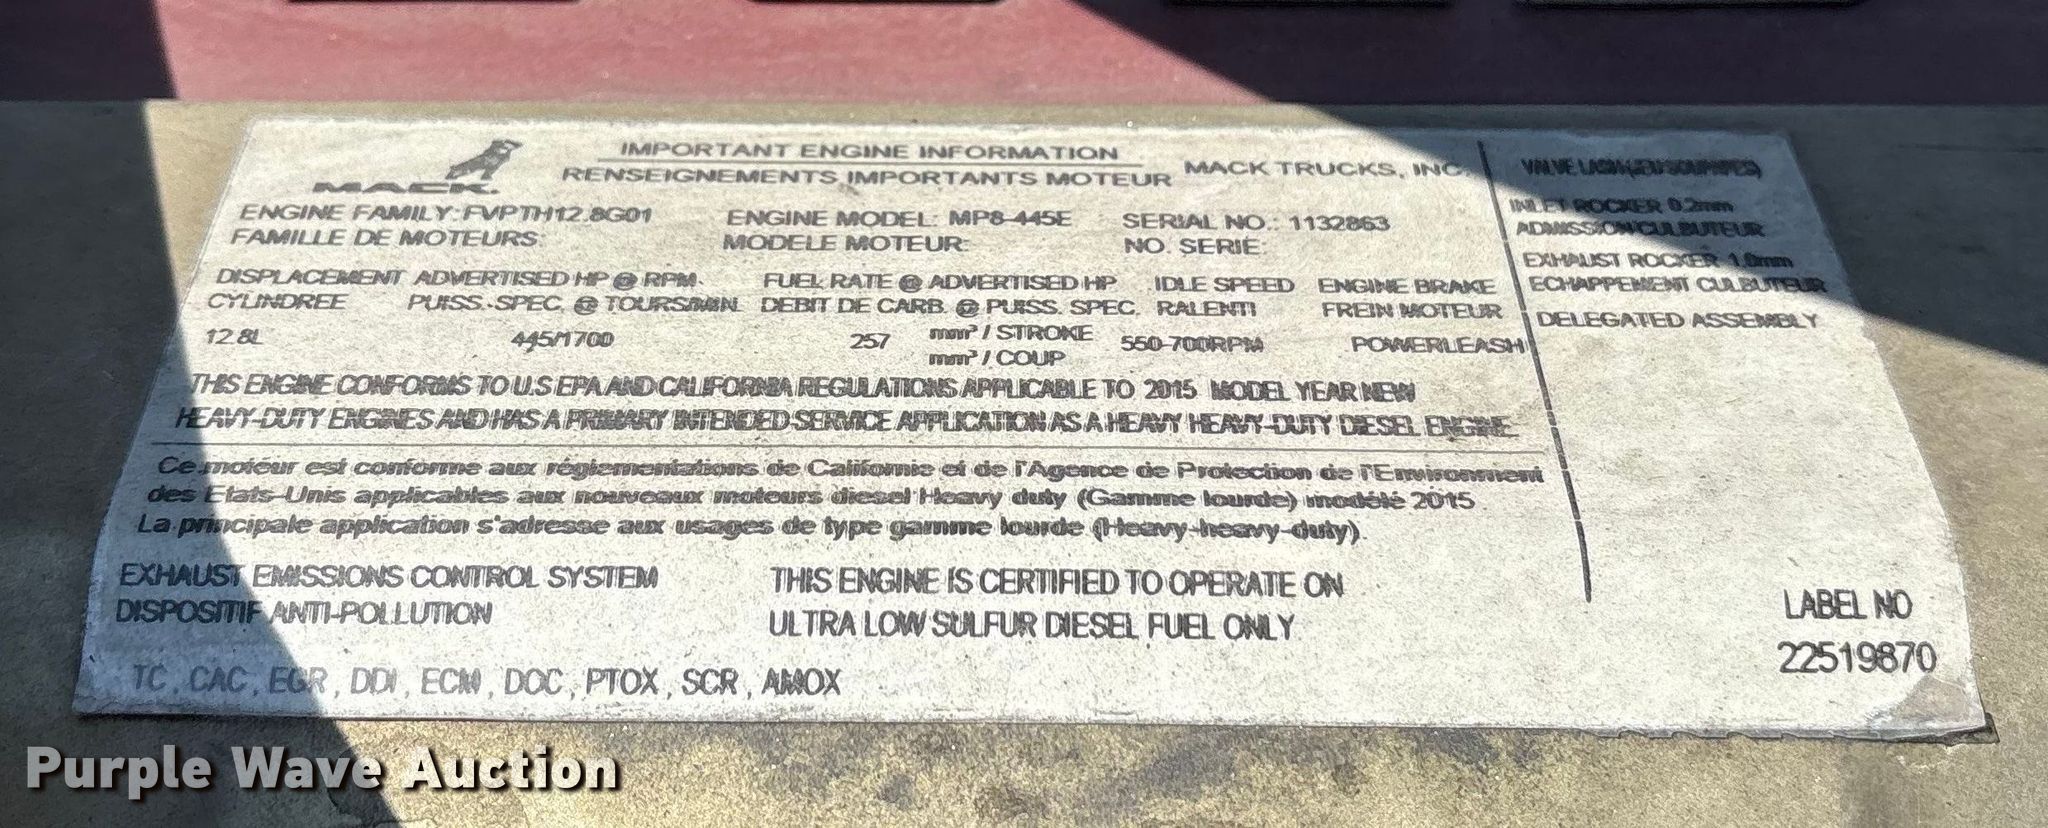 MACK.
IMPORTANT ENGINE INFORMATION
RENSEIGNEMENTS IMPORTANTS MOTEUR
MACK TRUCKS, INC.
ENGINE FAMILY: FVPTH12.8G01
FAMILLE DE MOTEURS:
ENGINE MODEL: MP8-445E
MODELE MOTEUR:
SERIAL NO.: 1132863
NO. SERIE:
DISPLACEMENT ADVERTISED HP @ RPM. FUEL RATE @ ADVERTISED HP IDLE SPEED ENGINE BRAKE
CYLINDREE PUISS.-SPEC. @ TOURS/MIN. DEBIT DE CARB. @ PUISS. SPEC. RALENTI FREIN MOTEUR
12.8L 445/1700 257 mm³ / STROKE 550-700RPM POWERLEASH
mm³ / COUP
THIS ENGINE CONFORMS TO U.S EPA AND CALIFORNIA REGULATIONS APPLICABLE TO 2015 MODEL YEAR NEW
HEAVY-DUTY ENGINES AND HAS A PRIMARY INTENDED SERVICE APPLICATION AS A HEAVY HEAVY-DUTY DIESEL ENGINE.
Ce moteur est conforme aux réglementations de Californie et de l'Agence de Protection de l'Environment
des Etats-Unis applicables aux nouveaux moteurs diesel Heavy duty (Gamme lourde) modélé 2015.
La principale application s'adresse aux usages de type gamme lourde (Heavy-heavy-duty).
EXHAUST EMISSIONS CONTROL SYSTEM
DISPOSITIF ANTI-POLLUTION
THIS ENGINE IS CERTIFIED TO OPERATE ON
ULTRA LOW SULFUR DIESEL FUEL ONLY
TC, CAC, EGR, DDI, ECM, DOC, PTOX, SCR, AMOX
VALVE LASH
INLET ROCKER 0.2mm
ADMISSION CULBUTEUR
EXHAUST ROCKER 1.0mm
ECHAPPEMENT CULBUTEUR
DELEGATED ASSEMBLY
LABEL NO
22519870
Purple Wave Auction